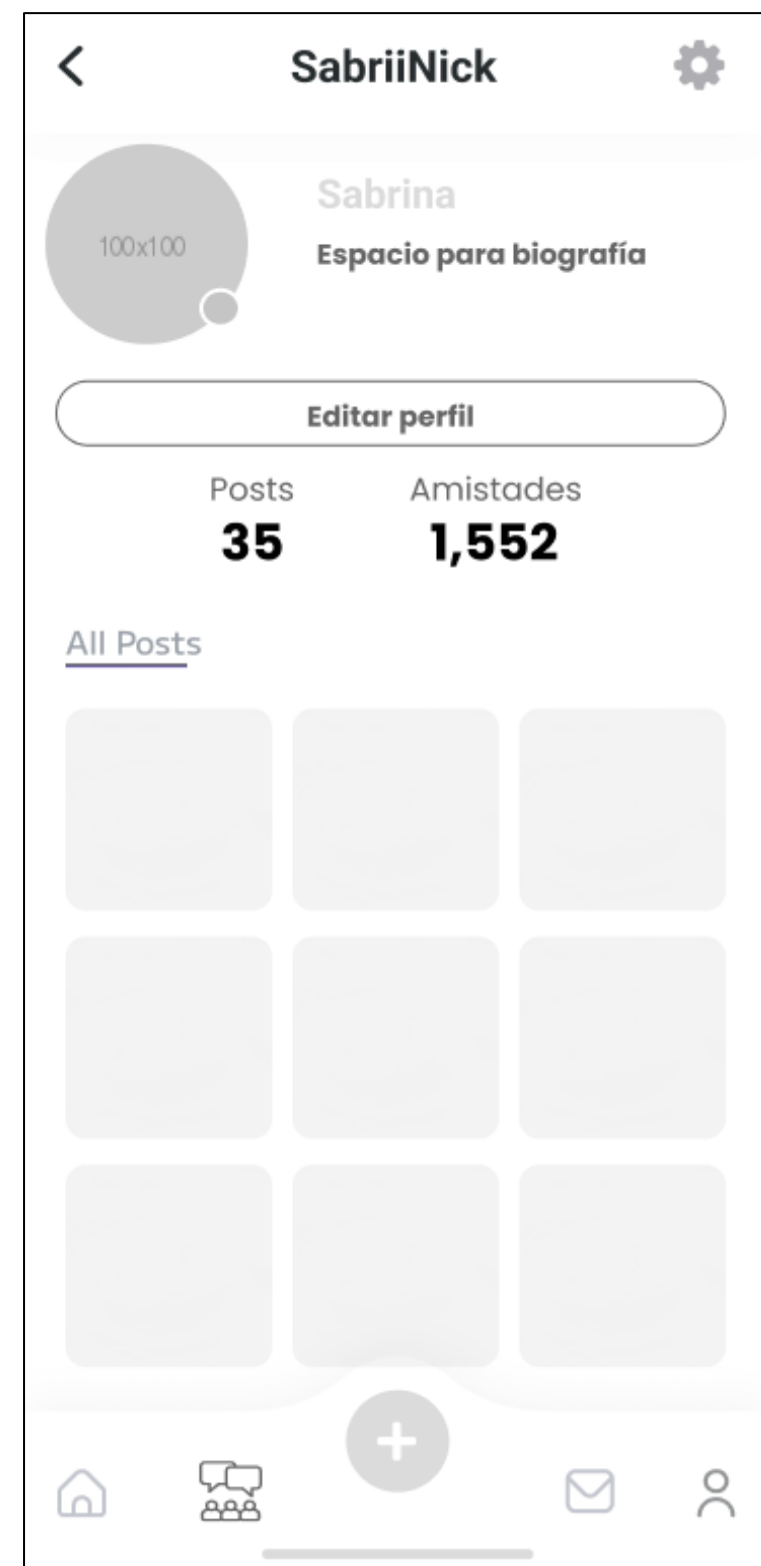 SabriiNick
100x100
Sabrina
Espacio para biografía
Editar perfil
Posts Amistades
35 1,552
All Posts